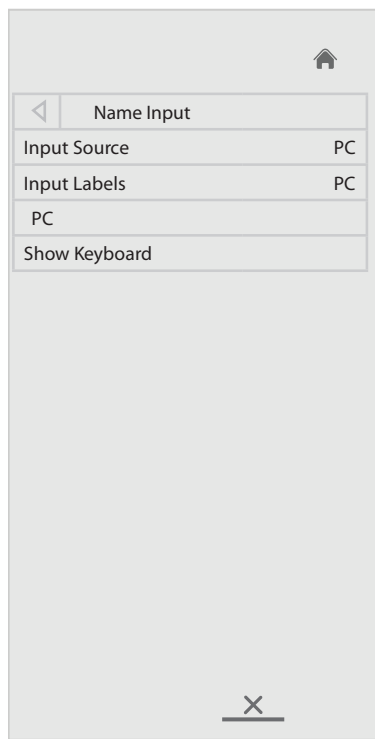 Name Input
Input Source PC
Input Labels PC
PC
Show Keyboard